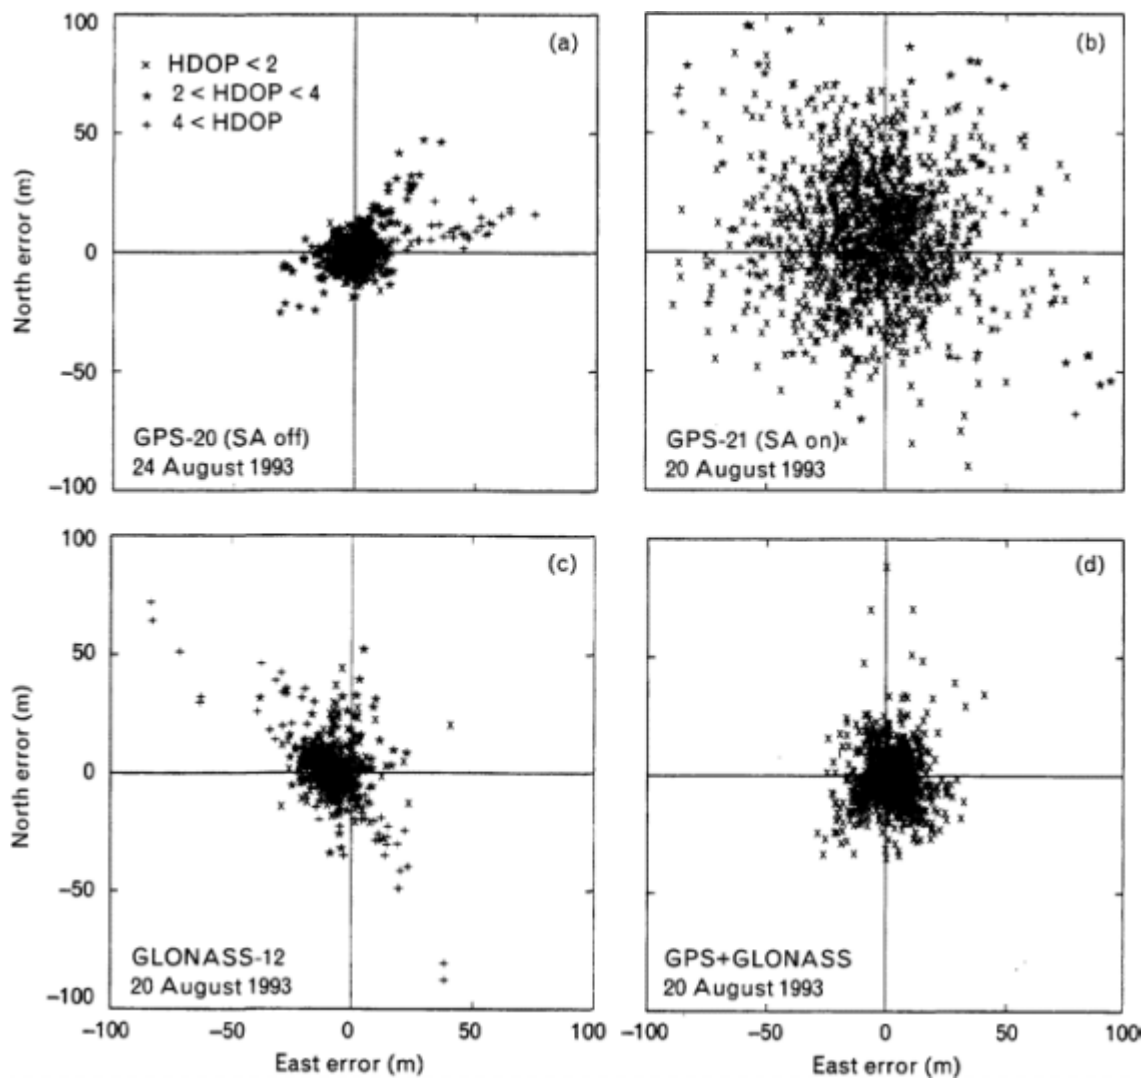 100
(a)
(b)
× HDOP < 2
★ 2 < HDOP < 4
+ 4 < HDOP
50
North error (m)
0
−50
GPS-20 (SA off)
24 August 1993
GPS-21 (SA on)
20 August 1993
−100
100
(c)
(d)
50
North error (m)
0
−50
GLONASS-12
20 August 1993
GPS+GLONASS
20 August 1993
−100
−100 −50 0 50 100
−100 −50 0 50 100
East error (m)
East error (m)